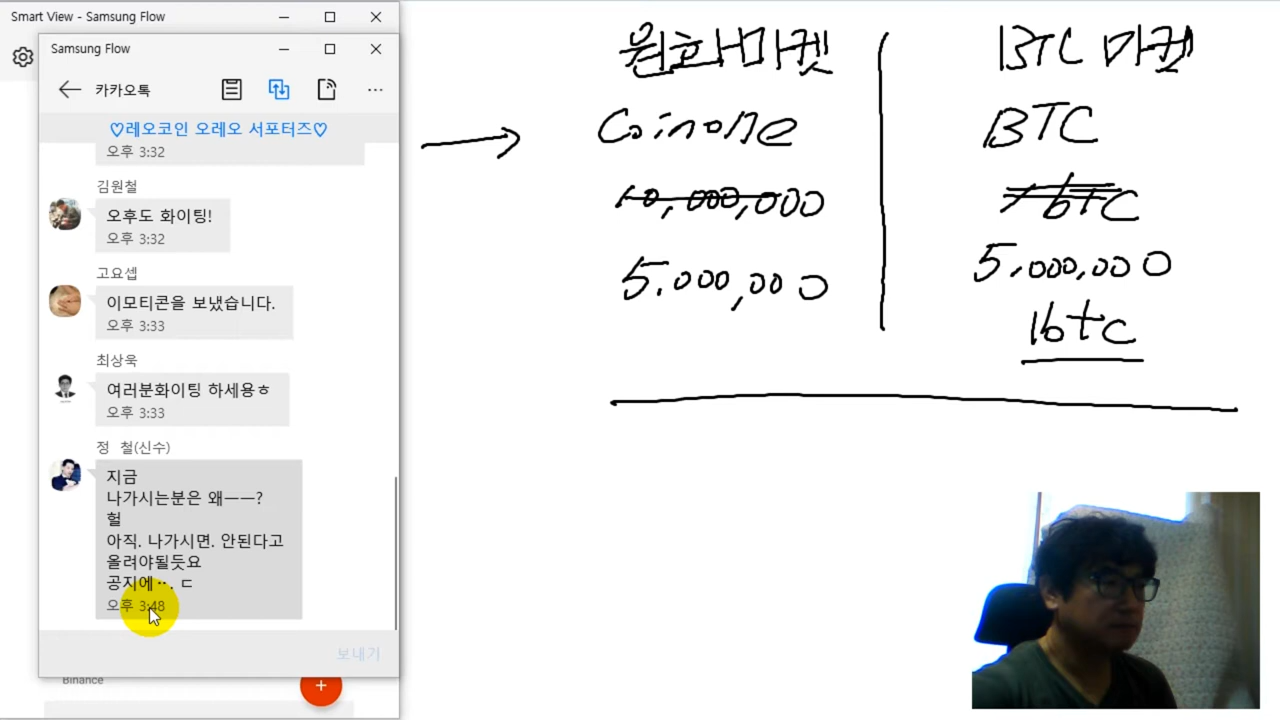 Smart View - Samsung Flow
Samsung Flow
카카오톡
♡레오코인 오레오 서포터즈♡
오후 3:32
김원철
오후도 화이팅!
오후 3:32
고요셉
이모티콘을 보냈습니다.
오후 3:33
최상욱
여러분화이팅 하세용ㅎ
오후 3:33
정 철(신수)
지금
나가시는분은 왜ㅡㅡ?
헐
아직. 나가시면. 안된다고
올려야될듯요
공지에··. ㄷ
오후 3:48
보내기
Binance
원화마켓
Coinone
10,000,000
5.000,000
BTC 마켓
BTC
1btc
5.000,000
1btc